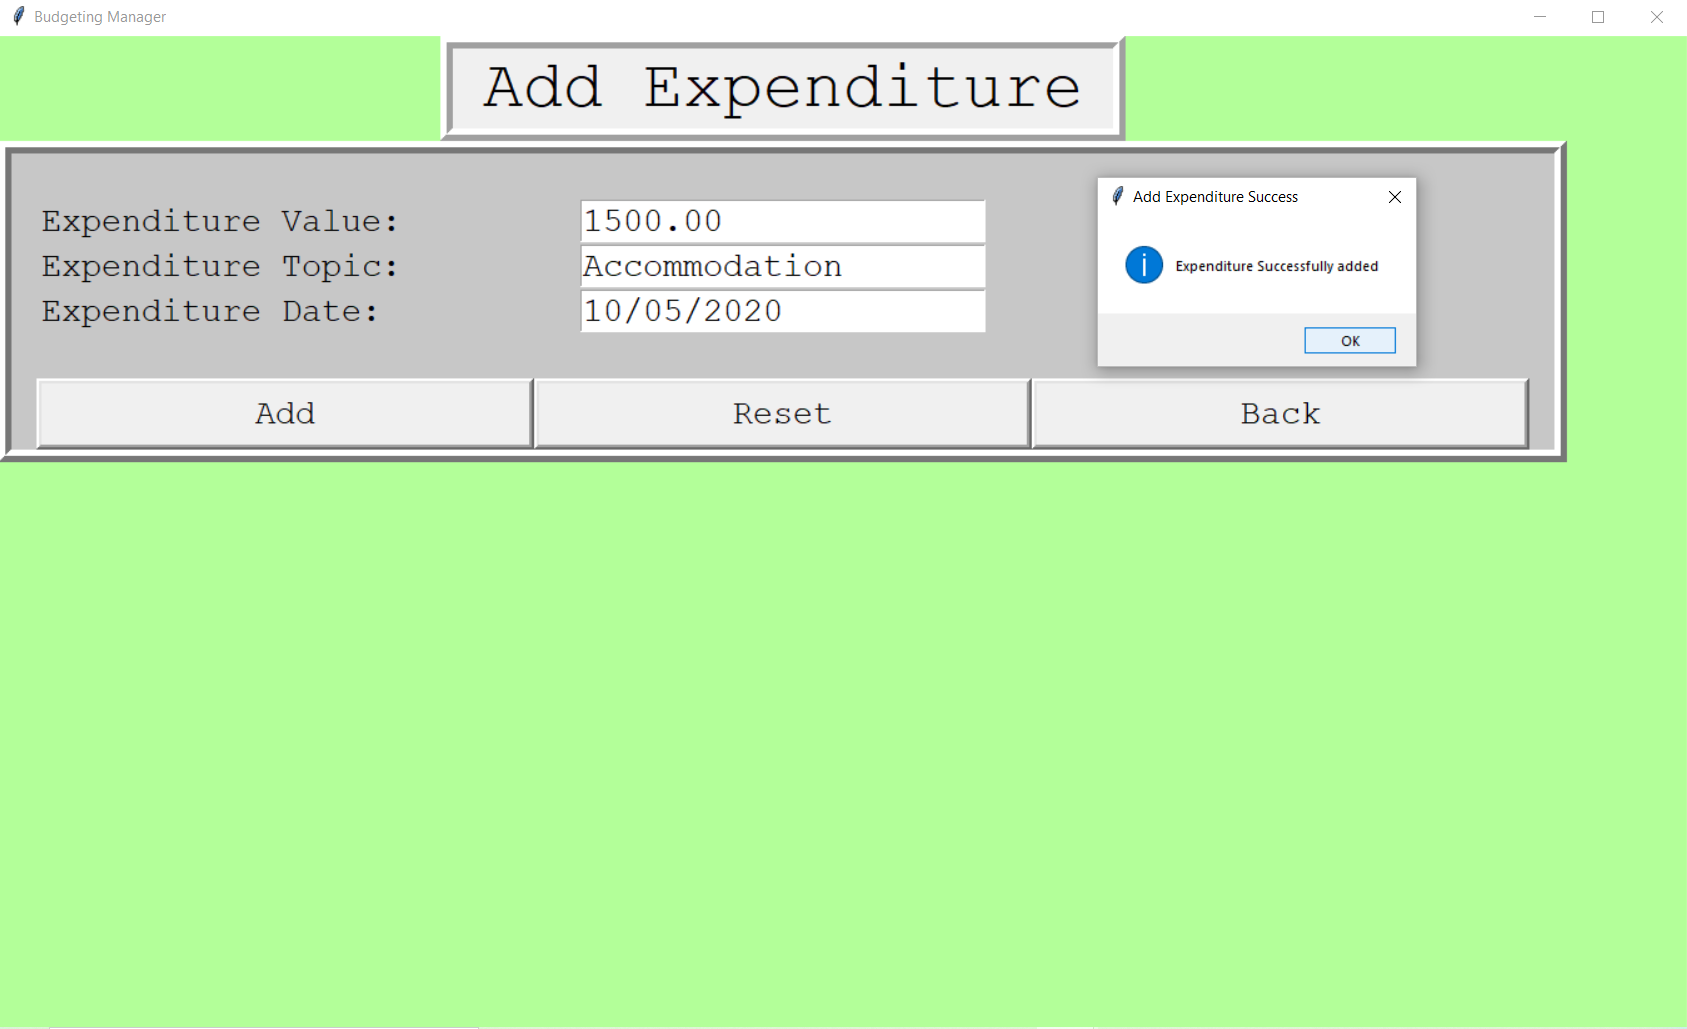 Budgeting Manager
Add Expenditure
Expenditure Value: 1500.00
Expenditure Topic: Accommodation
Expenditure Date: 10/05/2020
Add Expenditure Success
Expenditure Successfully added
OK
Add Reset Back